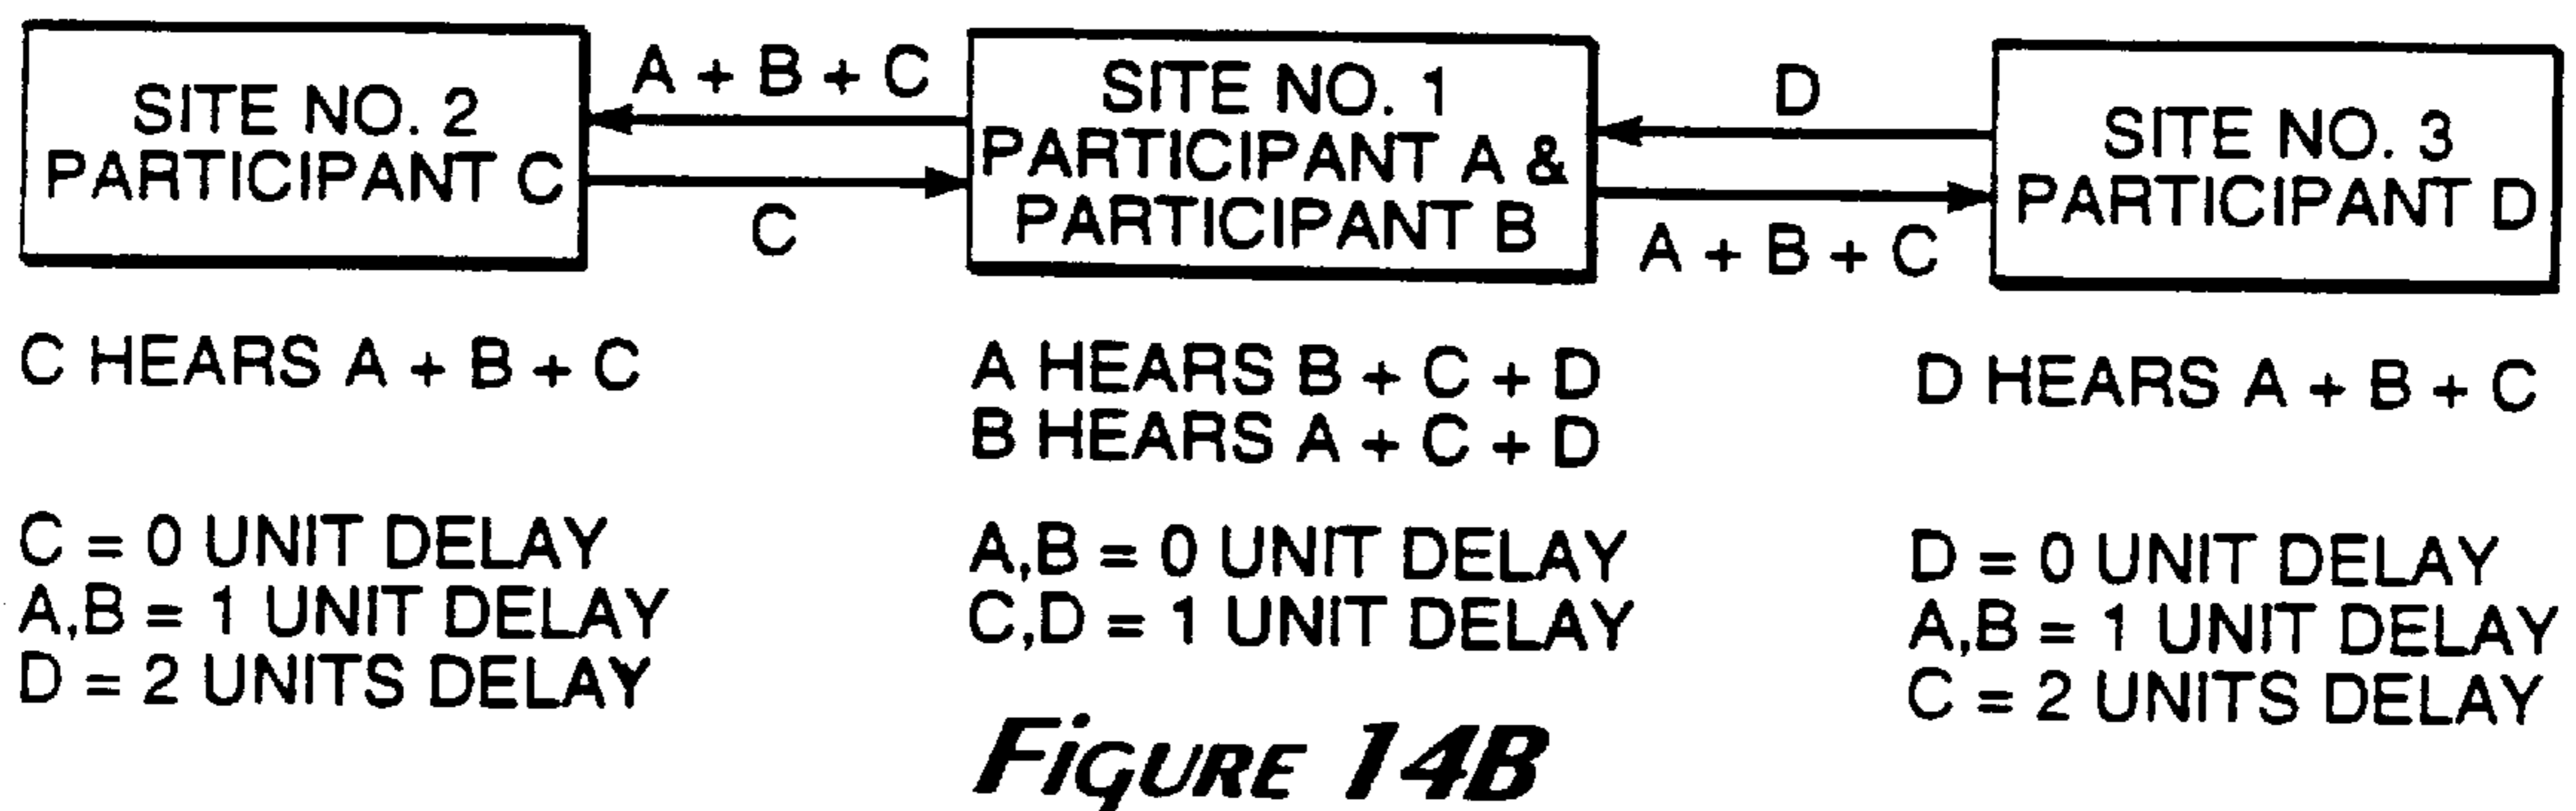 SITE NO. 2
PARTICIPANT C
A + B + C
C
SITE NO. 1
PARTICIPANT A &
PARTICIPANT B
D
A + B + C
SITE NO. 3
PARTICIPANT D
C HEARS A + B + C
A HEARS B + C + D
B HEARS A + C + D
D HEARS A + B + C
C = 0 UNIT DELAY
A,B = 1 UNIT DELAY
D = 2 UNITS DELAY
A,B = 0 UNIT DELAY
C,D = 1 UNIT DELAY
D = 0 UNIT DELAY
A,B = 1 UNIT DELAY
C = 2 UNITS DELAY
FIGURE 14B